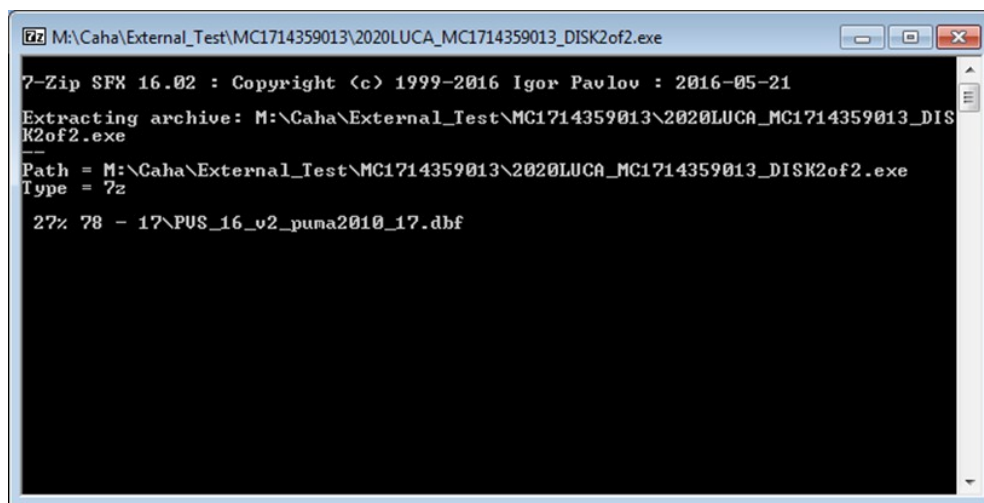 7z M:\Caha\External_Test\MC1714359013\2020LUCA_MC1714359013_DISK2of2.exe
7-Zip SFX 16.02 : Copyright (c) 1999-2016 Igor Pavlov : 2016-05-21
Extracting archive: M:\Caha\External_Test\MC1714359013\2020LUCA_MC1714359013_DIS
K2of2.exe
--
Path = M:\Caha\External_Test\MC1714359013\2020LUCA_MC1714359013_DISK2of2.exe
Type = 7z
27% 78 - 17\PVS_16_v2_puma2010_17.dbf